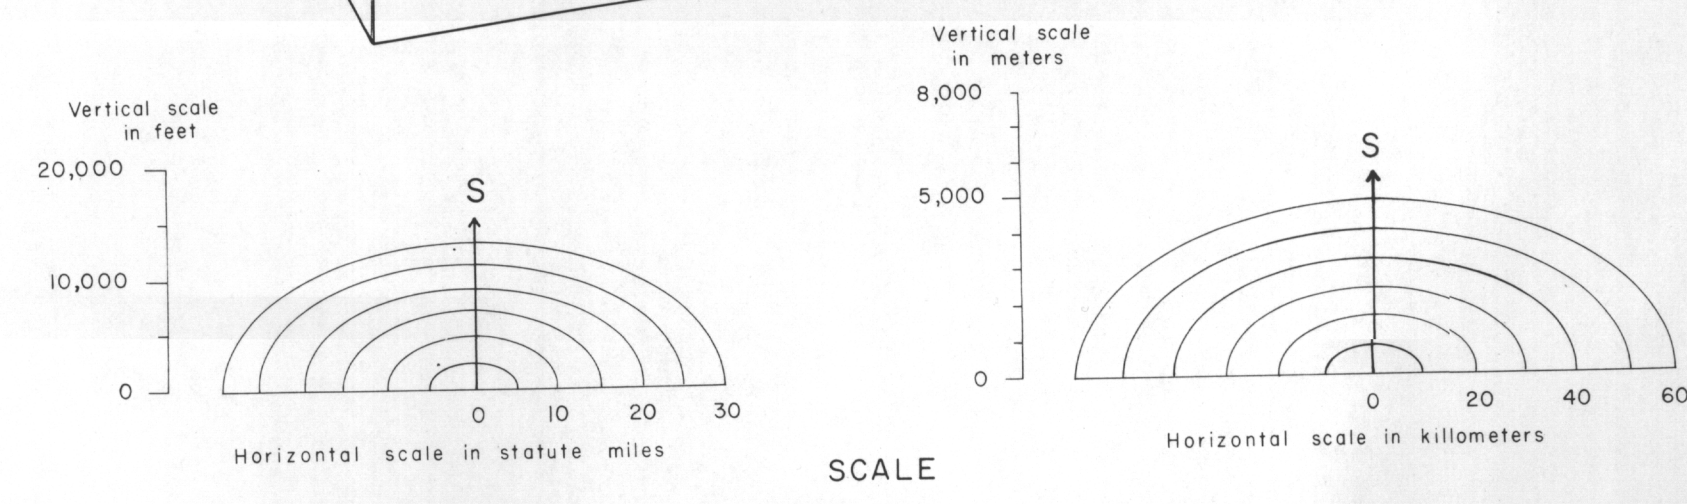 Vertical scale
in feet
20,000
10,000
0
S
0 10 20 30
Horizontal scale in statute miles
Vertical scale
in meters
8,000
5,000
0
S
0 20 40 60
Horizontal scale in killometers
SCALE